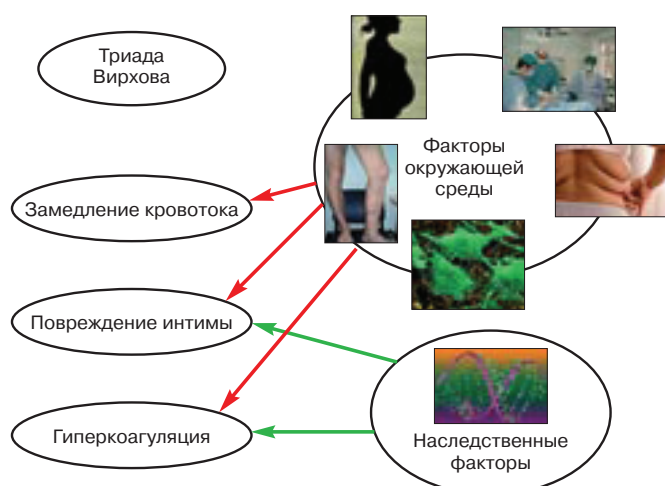 Триада
Вирхова
Факторы
окружающей
среды
Замедление кровотока
Повреждение интимы
Гиперкоагуляция
Наследственные
факторы